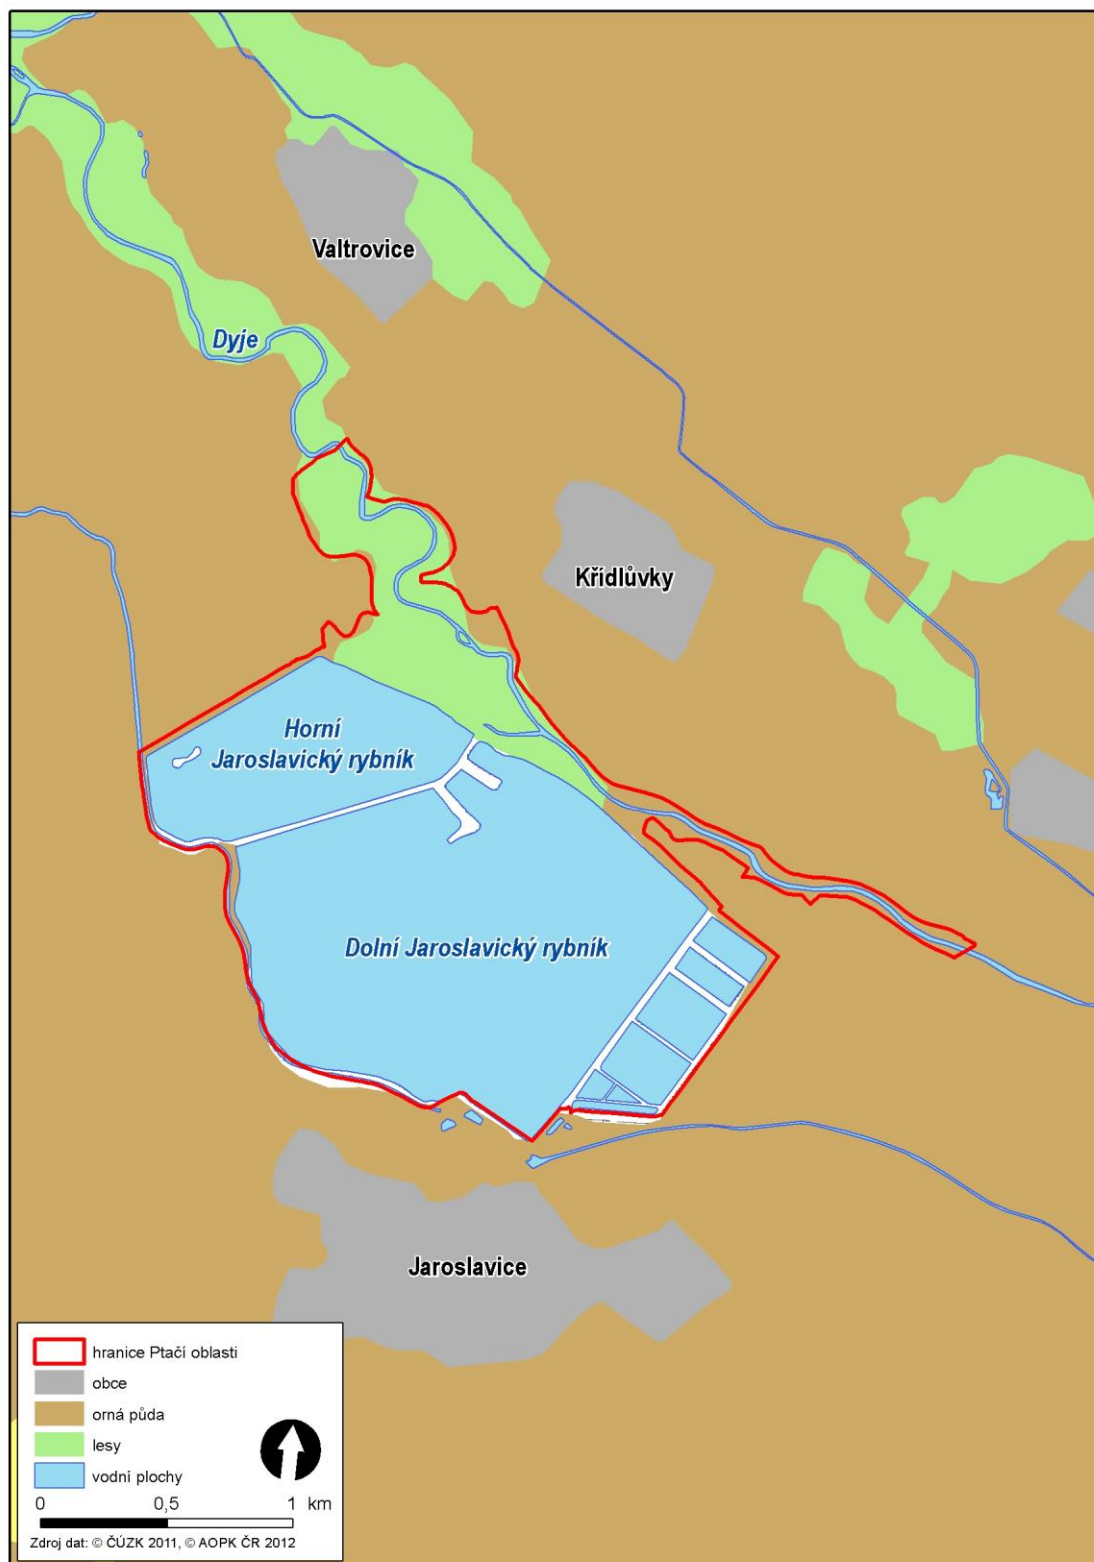 Valtrovice
Dyje
Křídlůvky
Horní
Jaroslavický rybník
Dolní Jaroslavický rybník
Jaroslavice
hranice Ptačí oblasti
obce
orná půda
lesy
vodní plochy
0 0,5 1 km
Zdroj dat: © ČÚZK 2011, © AOPK ČR 2012